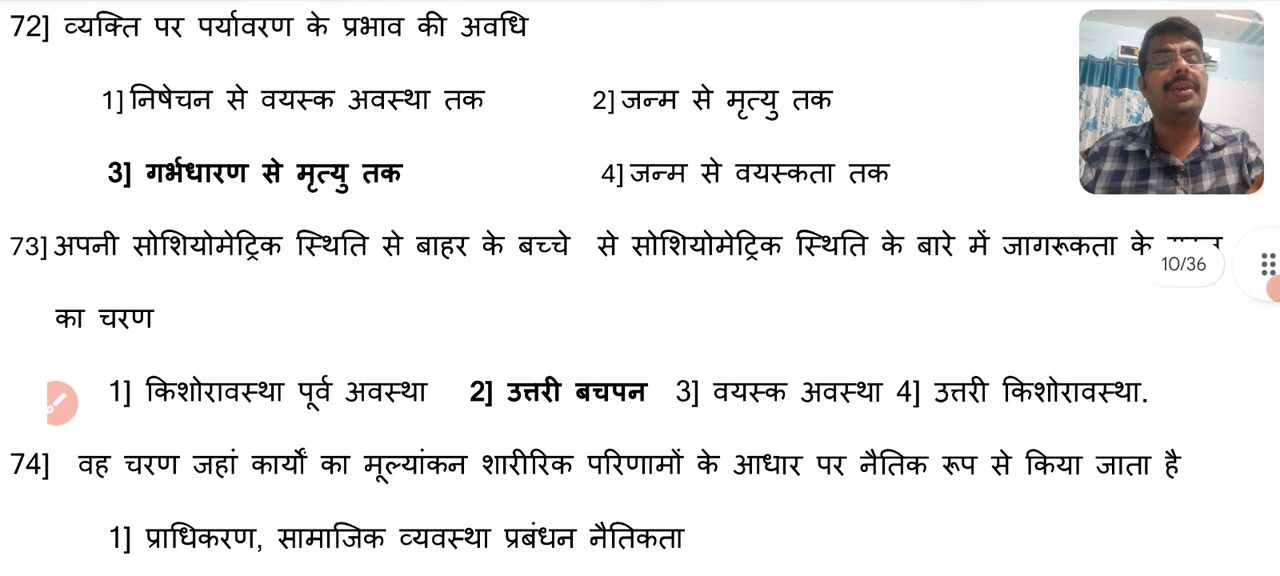 72] व्यक्ति पर पर्यावरण के प्रभाव की अवधि
1] निषेचन से वयस्क अवस्था तक 2] जन्म से मृत्यु तक
3] गर्भधारण से मृत्यु तक 4] जन्म से वयस्कता तक
73] अपनी सोशियोमेट्रिक स्थिति से बाहर के बच्चे से सोशियोमेट्रिक स्थिति के बारे में जागरूकता के
10/36
का चरण
1] किशोरावस्था पूर्व अवस्था 2] उत्तरी बचपन 3] वयस्क अवस्था 4] उत्तरी किशोरावस्था.
74] वह चरण जहां कार्यों का मूल्यांकन शारीरिक परिणामों के आधार पर नैतिक रूप से किया जाता है
1] प्राधिकरण, सामाजिक व्यवस्था प्रबंधन नैतिकता